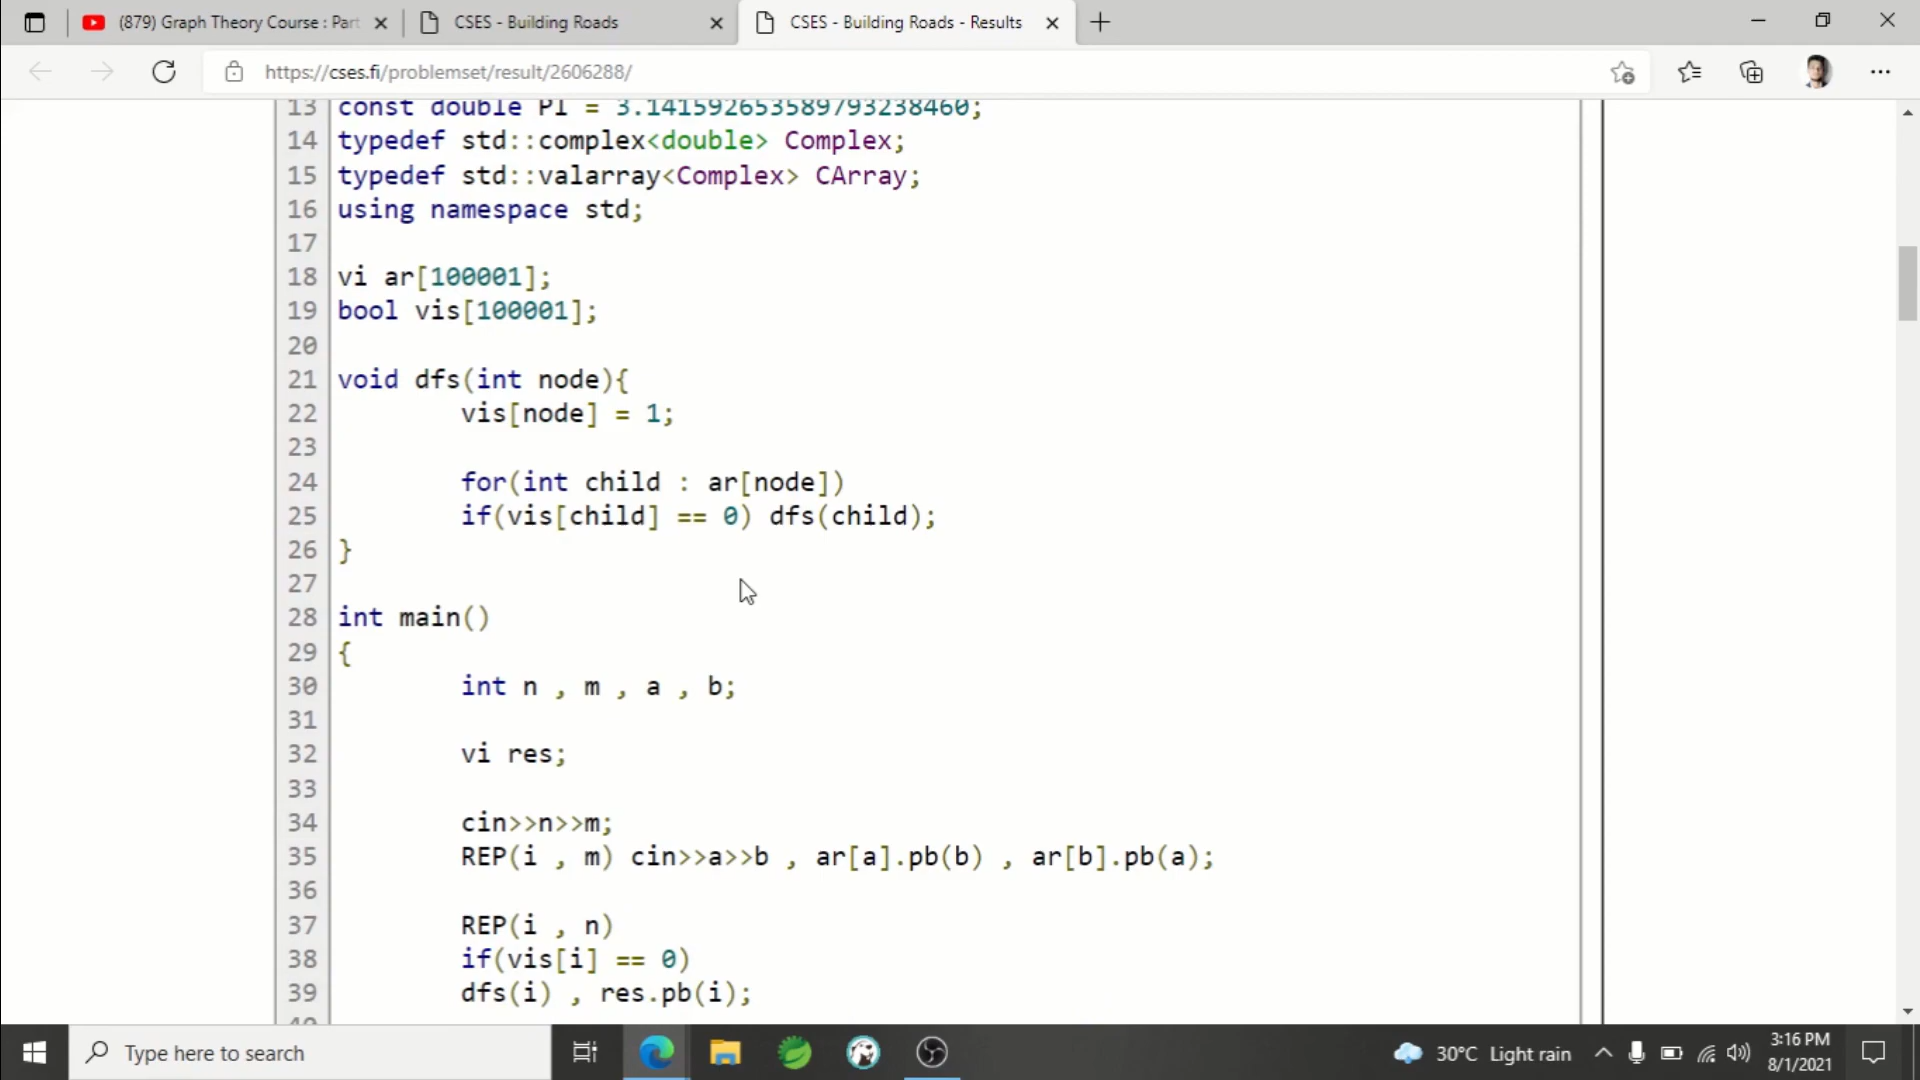 (879) Graph Theory Course : Part
CSES - Building Roads
CSES - Building Roads - Results
https://cses.fi/problemset/result/2606288/
13 const double PI = 3.141592653589793238460;
14 typedef std::complex<double> Complex;
15 typedef std::valarray<Complex> CArray;
16 using namespace std;
17
18 vi ar[100001];
19 bool vis[100001];
20
21 void dfs(int node){
22 vis[node] = 1;
23
24 for(int child : ar[node])
25 if(vis[child] == 0) dfs(child);
26 }
27
28 int main()
29 {
30 int n , m , a , b;
31
32 vi res;
33
34 cin>>n>>m;
35 REP(i , m) cin>>a>>b , ar[a].pb(b) , ar[b].pb(a);
36
37 REP(i , n)
38 if(vis[i] == 0)
39 dfs(i) , res.pb(i);
40
Type here to search
30°C Light rain
3:16 PM
8/1/2021